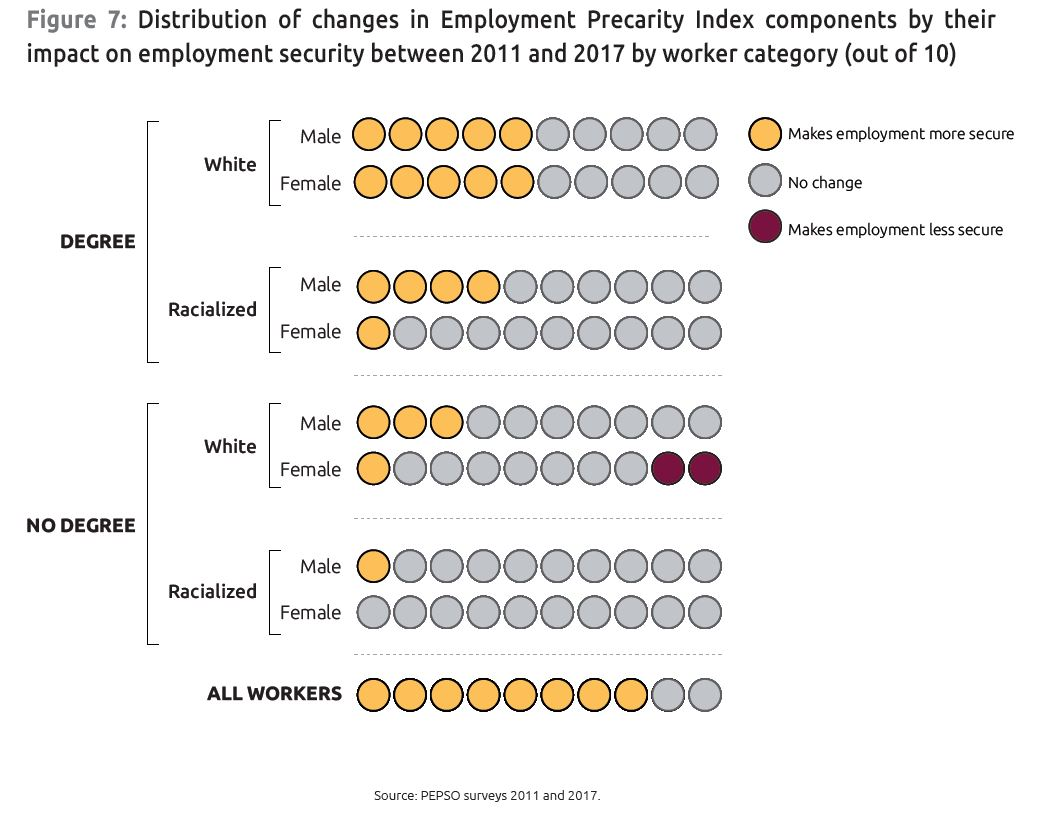 Figure 7: Distribution of changes in Employment Precarity Index components by their
impact on employment security between 2011 and 2017 by worker category (out of 10)
Makes employment more secure
No change
Makes employment less secure
DEGREE
White
Male
Female
Racialized
Male
Female
NO DEGREE
White
Male
Female
Racialized
Male
Female
ALL WORKERS
Source: PEPSO surveys 2011 and 2017.